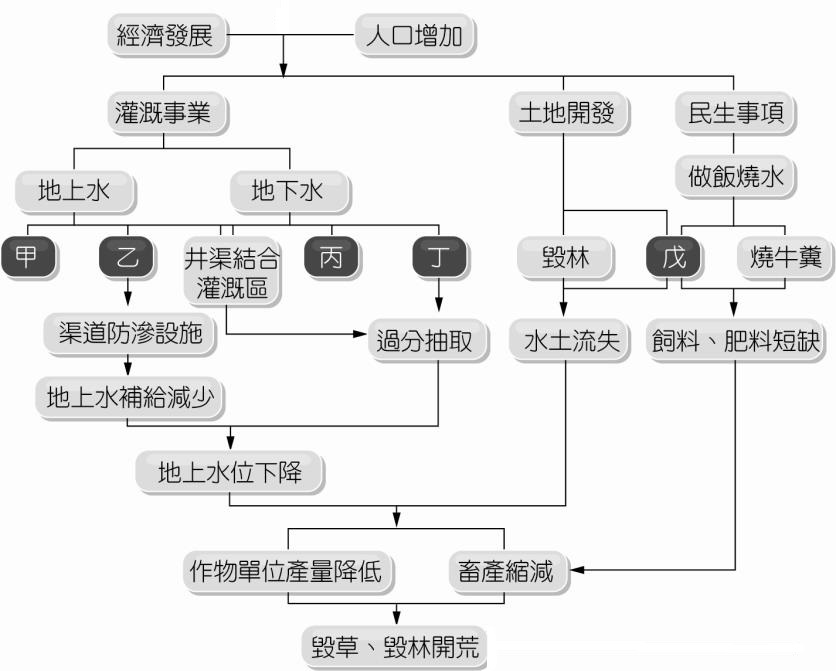 經濟發展
人口增加
灌溉事業
土地開發
民生事項
做飯燒水
地上水
地下水
甲
乙
井渠結合
灌溉區
丙
丁
毀林
戊
燒牛糞
渠道防滲設施
過分抽取
水土流失
飼料、肥料短缺
地上水補給減少
地上水位下降
作物單位產量降低
畜產縮減
毀草、毀林開荒